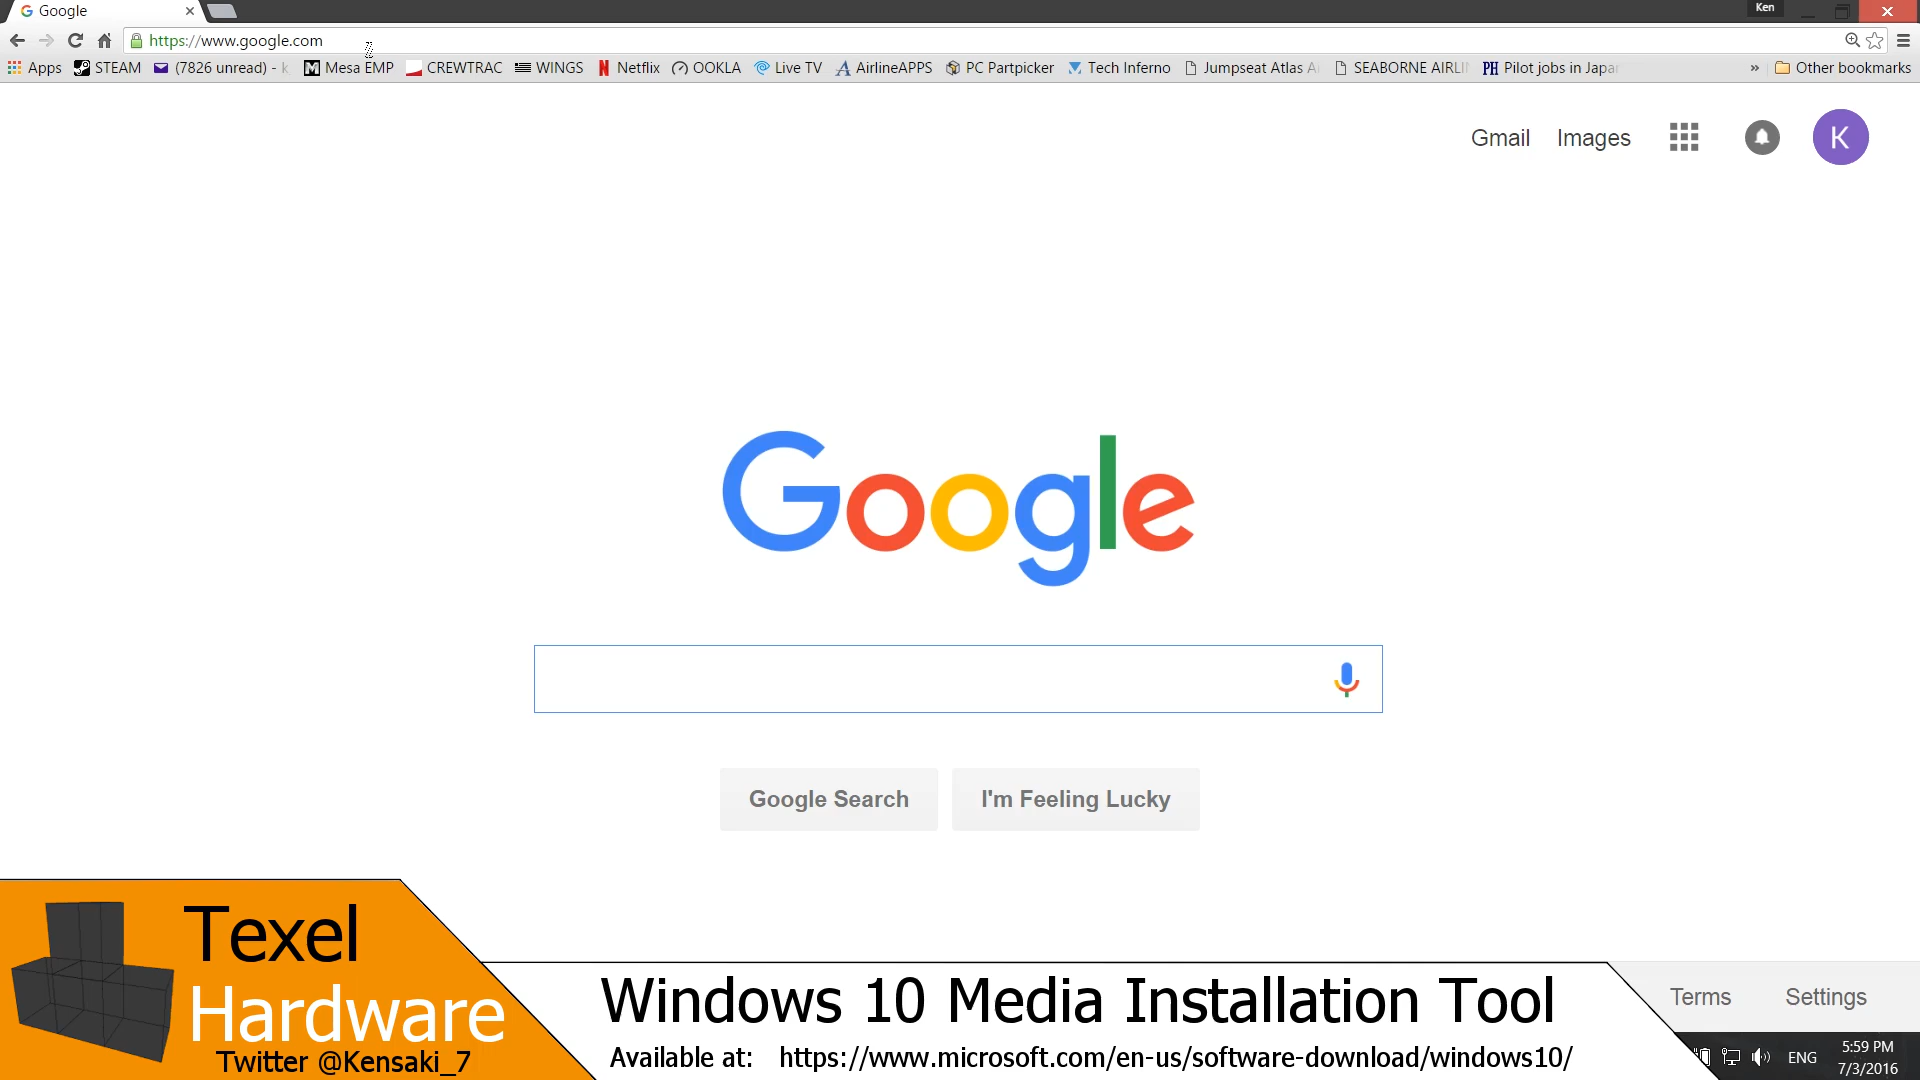 Google
Ken
https://www.google.com
Apps STEAM (7826 unread) - k Mesa EMP CREWTRAC WINGS Netflix OOKLA Live TV AirlineAPPS PC Partpicker Tech Inferno Jumpseat Atlas A SEABORNE AIRLI PH Pilot jobs in Japan » Other bookmarks
Gmail Images K
Google
Google Search I'm Feeling Lucky
Texel
Hardware
Twitter @Kensaki_7
Windows 10 Media Installation Tool
Available at: https://www.microsoft.com/en-us/software-download/windows10/
Terms Settings
ENG 5:59 PM
7/3/2016